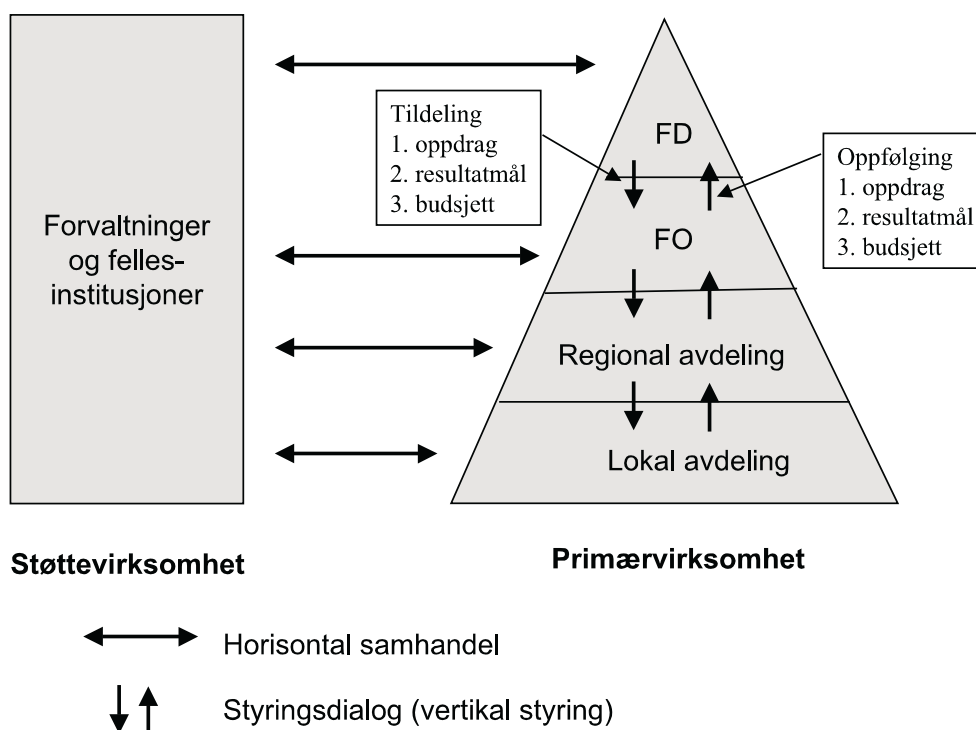 Forvaltninger
og felles-
institusjoner
Tildeling
1. oppdrag
2. resultatmål
3. budsjett
FD
FO
Regional avdeling
Lokal avdeling
Oppfølging
1. oppdrag
2. resultatmål
3. budsjett
Støttevirksomhet
Primærvirksomhet
Horisontal samhandel
Styringsdialog (vertikal styring)